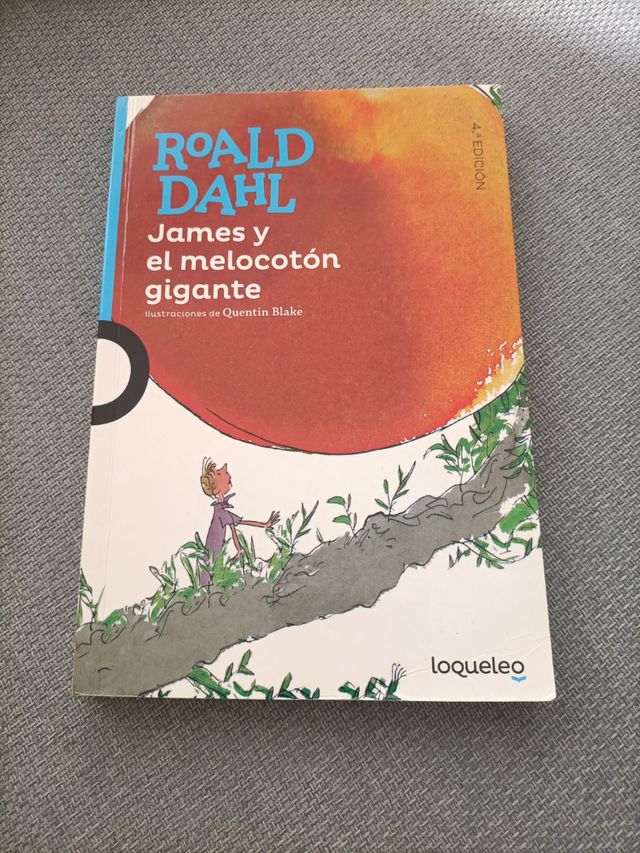 ROALD
DAHL
James y
el melocotón
gigante
Ilustraciones de Quentin Blake
4.ª EDICIÓN
loqueleo